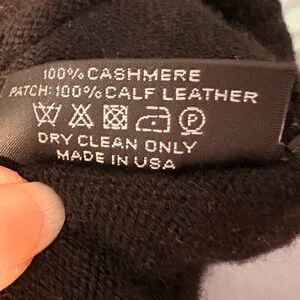 100% CASHMERE
PATCH: 100% CALF LEATHER
P
DRY CLEAN ONLY
MADE IN USA